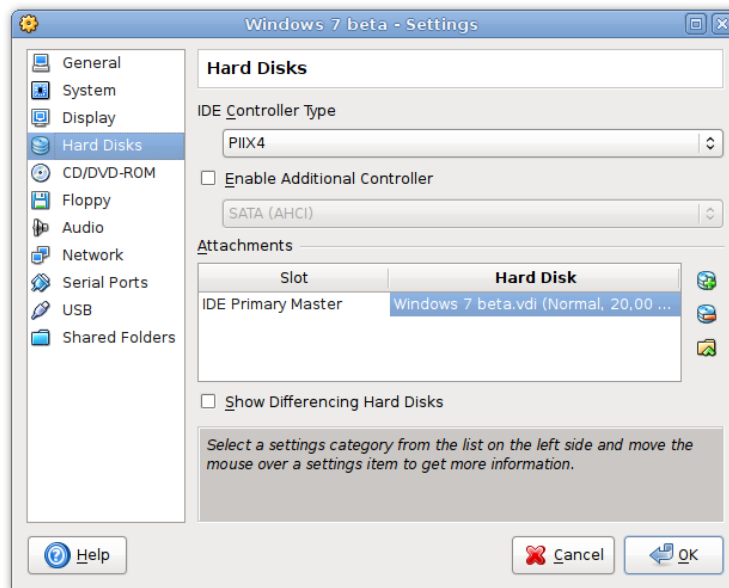 Windows 7 beta - Settings
General
System
Display
Hard Disks
CD/DVD-ROM
Floppy
Audio
Network
Serial Ports
USB
Shared Folders
Hard Disks
IDE Controller Type
PIIX4
Enable Additional Controller
SATA (AHCI)
Attachments
Slot Hard Disk
IDE Primary Master Windows 7 beta.vdi (Normal, 20,00 ...
Show Differencing Hard Disks
Select a settings category from the list on the left side and move the
mouse over a settings item to get more information.
Help Cancel OK